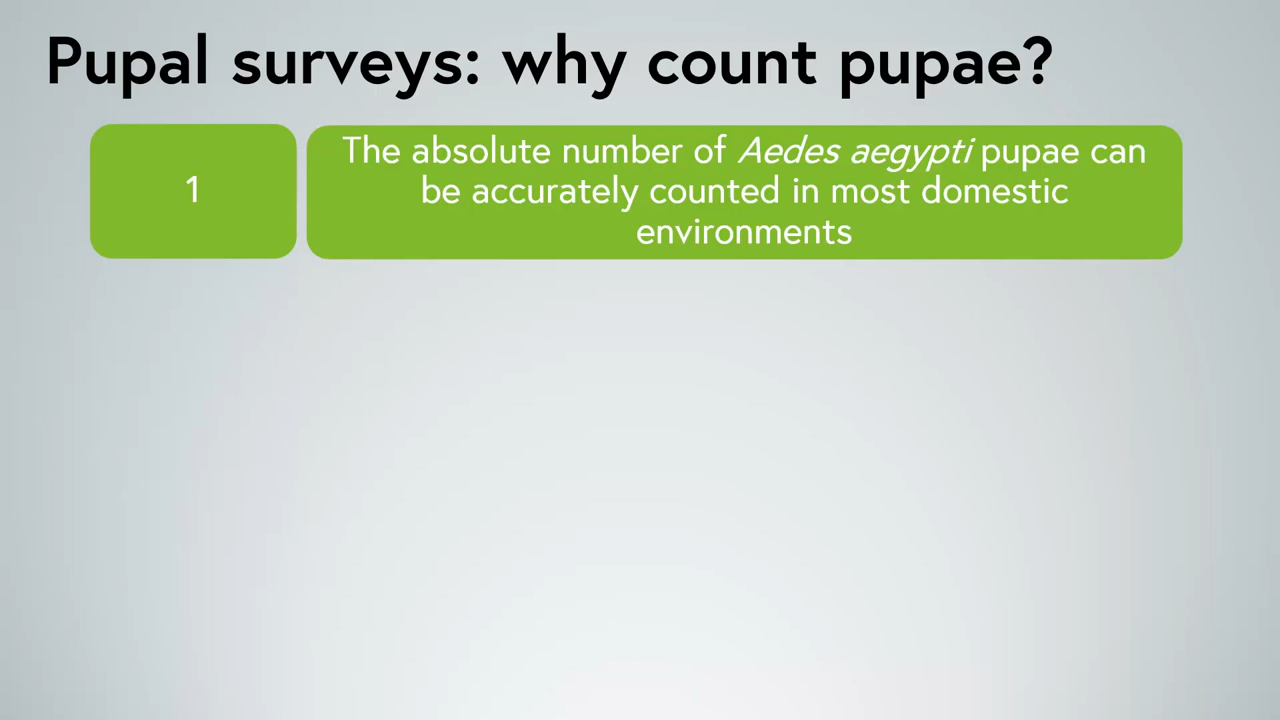 Pupal surveys: why count pupae?
1
The absolute number of Aedes aegypti pupae can
be accurately counted in most domestic
environments